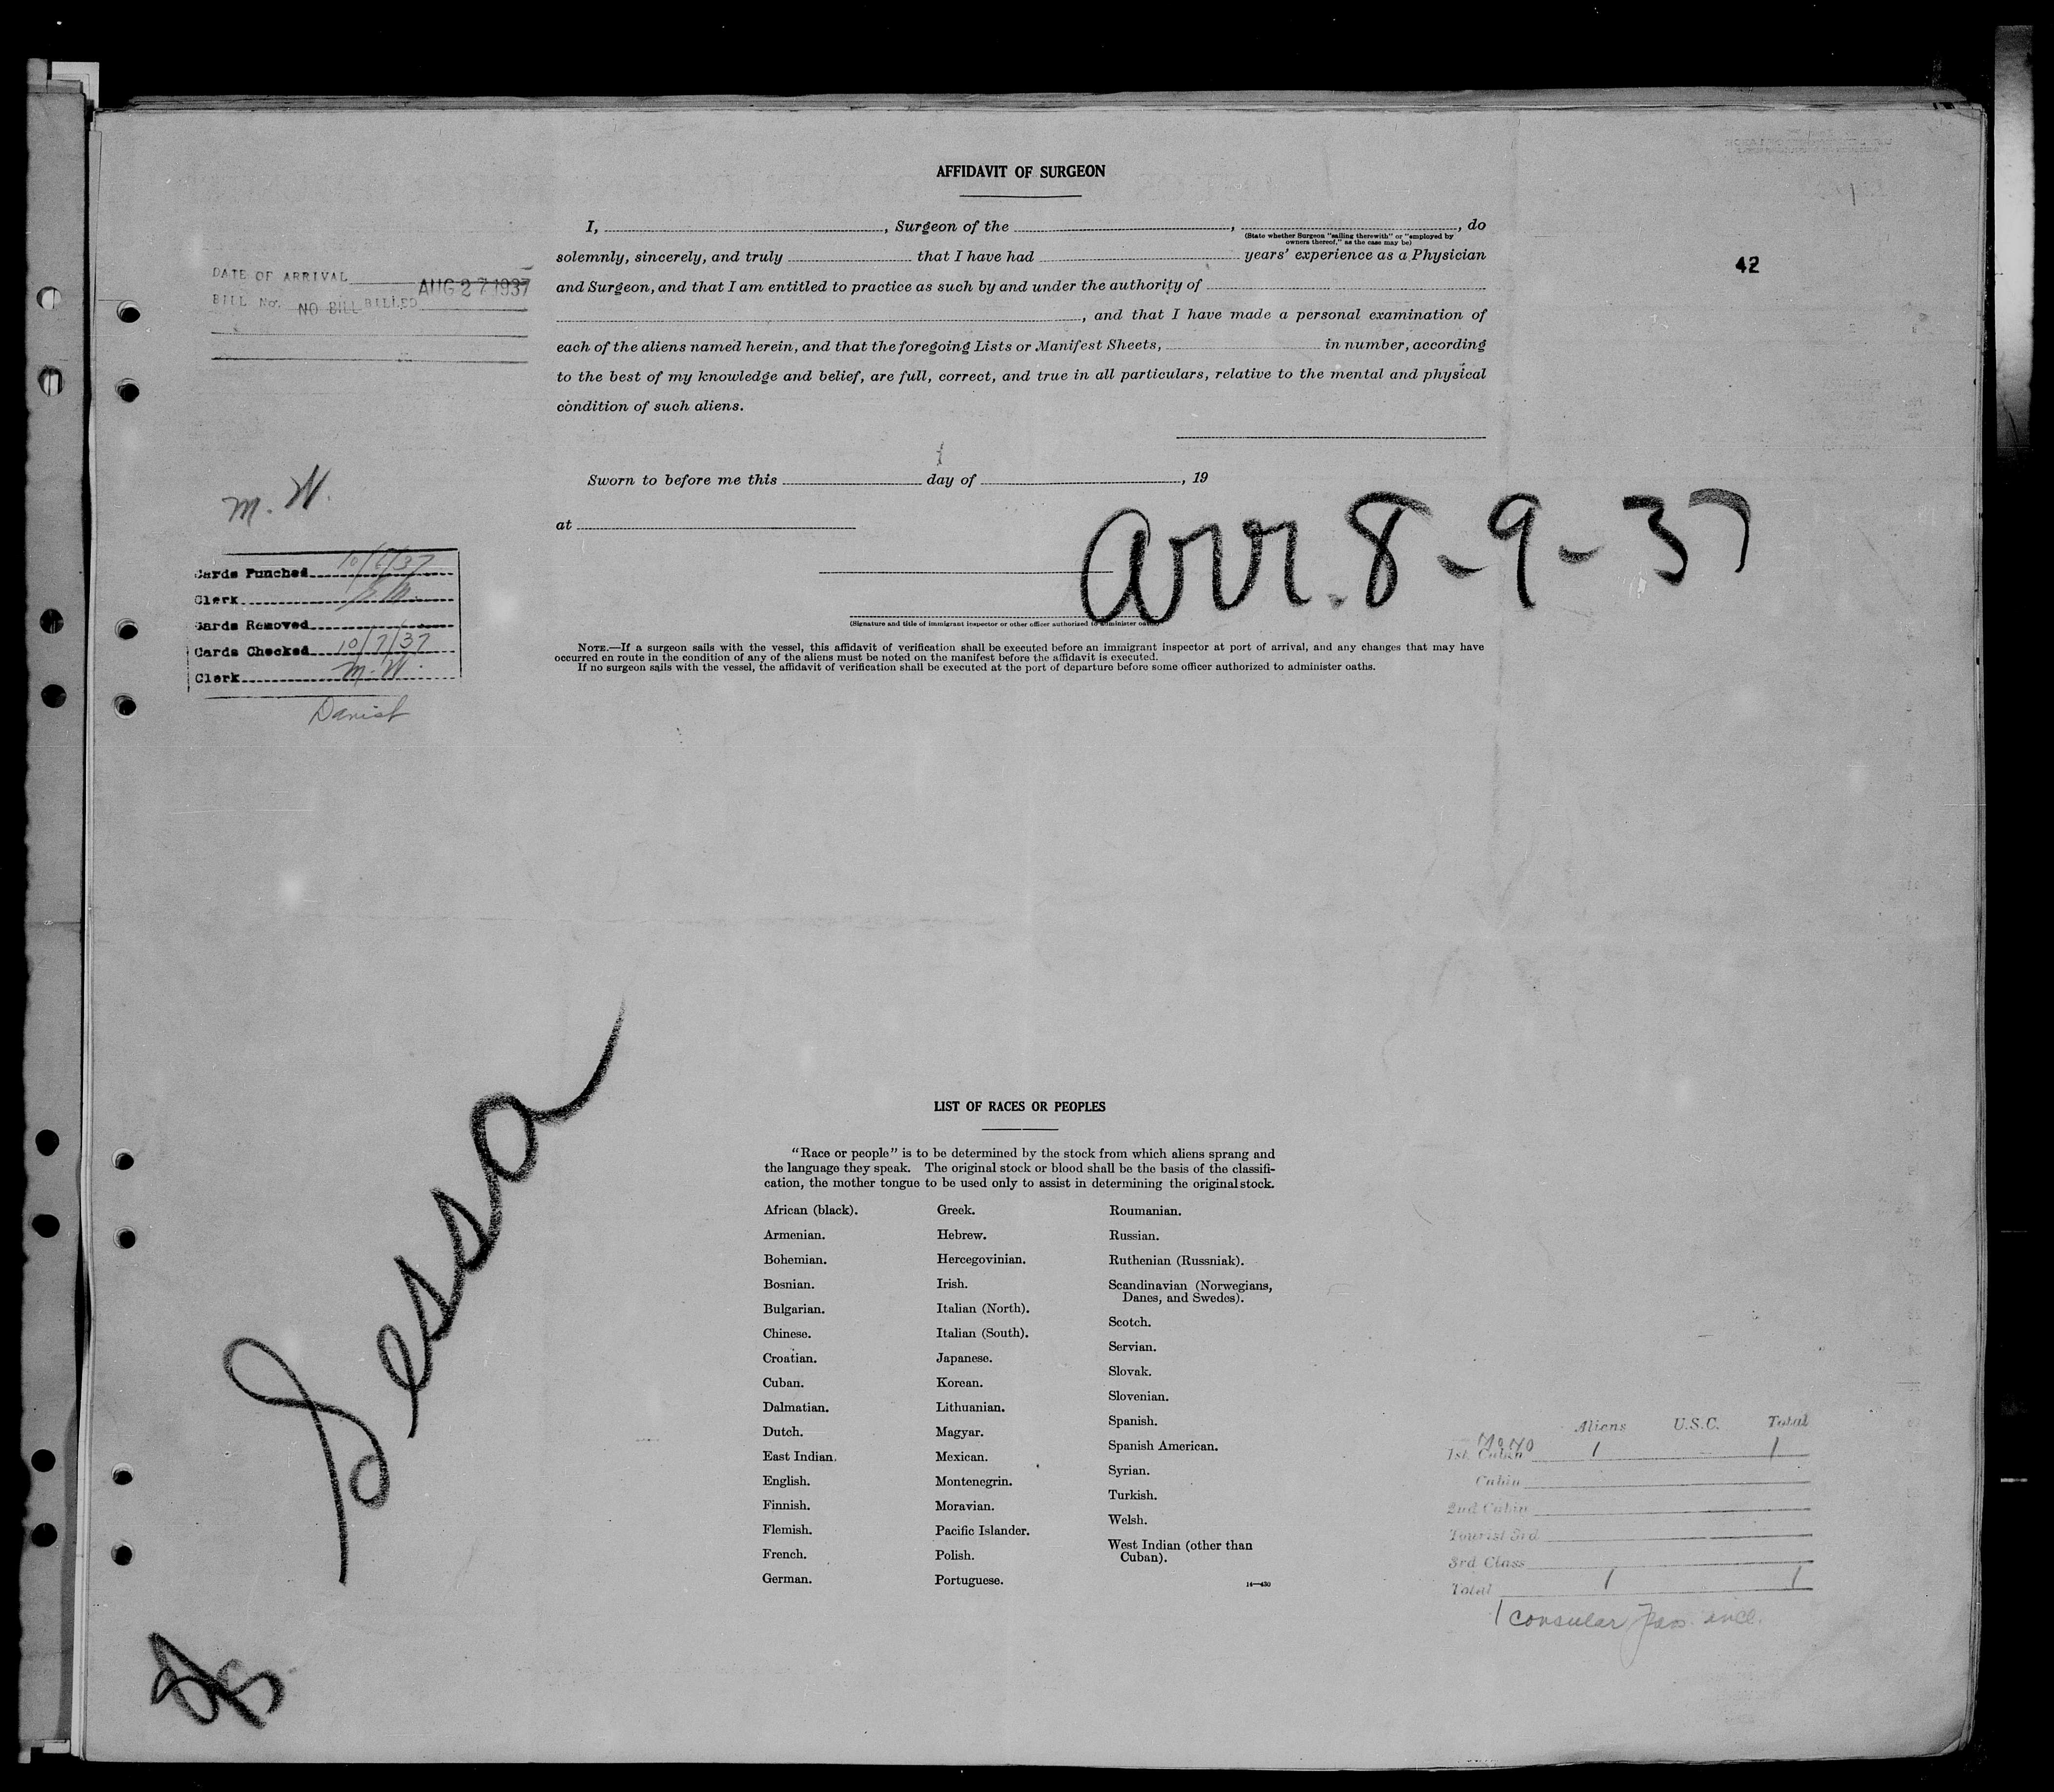 AFFIDAVIT OF SURGEON
I, , Surgeon of the , , do
(State whether Surgeon "sailing therewith" or "employed by
owners thereof," as the case may be)
solemnly, sincerely, and truly that I have had years' experience as a Physician
and Surgeon, and that I am entitled to practice as such by and under the authority of
, and that I have made a personal examination of
each of the aliens named herein, and that the foregoing Lists or Manifest Sheets, in number, according
to the best of my knowledge and belief, are full, correct, and true in all particulars, relative to the mental and physical
condition of such aliens.
42
DATE OF ARRIVAL AUG 27 1937
BILL No. NO BILL BILLED
Sworn to before me this day of , 19
at
arr. 8-9-37
(Signature and title of immigrant inspector or other officer authorized to administer oaths)
NOTE.—If a surgeon sails with the vessel, this affidavit of verification shall be executed before an immigrant inspector at port of arrival, and any changes that may have
occurred en route in the condition of any of the aliens must be noted on the manifest before the affidavit is executed.
If no surgeon sails with the vessel, the affidavit of verification shall be executed at the port of departure before some officer authorized to administer oaths.
M. W.
Cards Punched 10/6/37
Clerk
Cards Removed
Cards Checked 10/7/37
Clerk M. W.
Danish
Sessa
LIST OF RACES OR PEOPLES
"Race or people" is to be determined by the stock from which aliens sprang and
the language they speak. The original stock or blood shall be the basis of the classifi-
cation, the mother tongue to be used only to assist in determining the original stock.
African (black).
Armenian.
Bohemian.
Bosnian.
Bulgarian.
Chinese.
Croatian.
Cuban.
Dalmatian.
Dutch.
East Indian.
English.
Finnish.
Flemish.
French.
German.
Greek.
Hebrew.
Hercegovinian.
Irish.
Italian (North).
Italian (South).
Japanese.
Korean.
Lithuanian.
Magyar.
Mexican.
Montenegrin.
Moravian.
Pacific Islander.
Polish.
Portuguese.
Roumanian.
Russian.
Ruthenian (Russniak).
Scandinavian (Norwegians,
Danes, and Swedes).
Scotch.
Servian.
Slovak.
Slovenian.
Spanish.
Spanish American.
Syrian.
Turkish.
Welsh.
West Indian (other than
Cuban).
14—430
Aliens U.S.C. Total
1st Cabin 1 — 1
Cabin
2nd Cabin
Tourist 3rd
3rd Class
Total 1 1
1 consular Pass. incl.